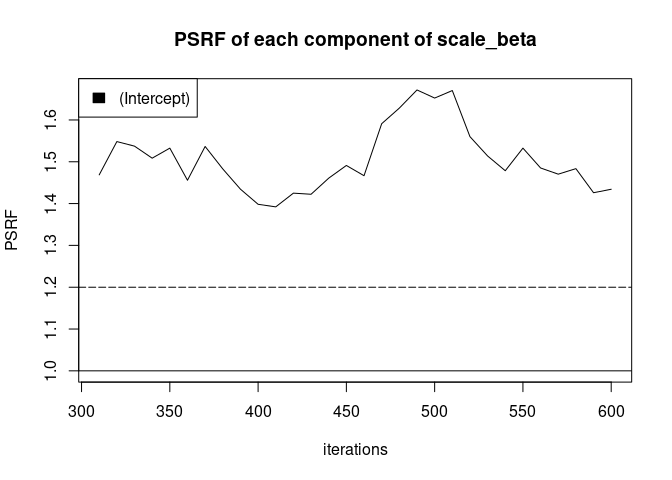 PSRF of each component of scale_beta
(Intercept)
PSRF
1.6
1.5
1.4
1.3
1.2
1.1
1.0
300 350 400 450 500 550 600
iterations